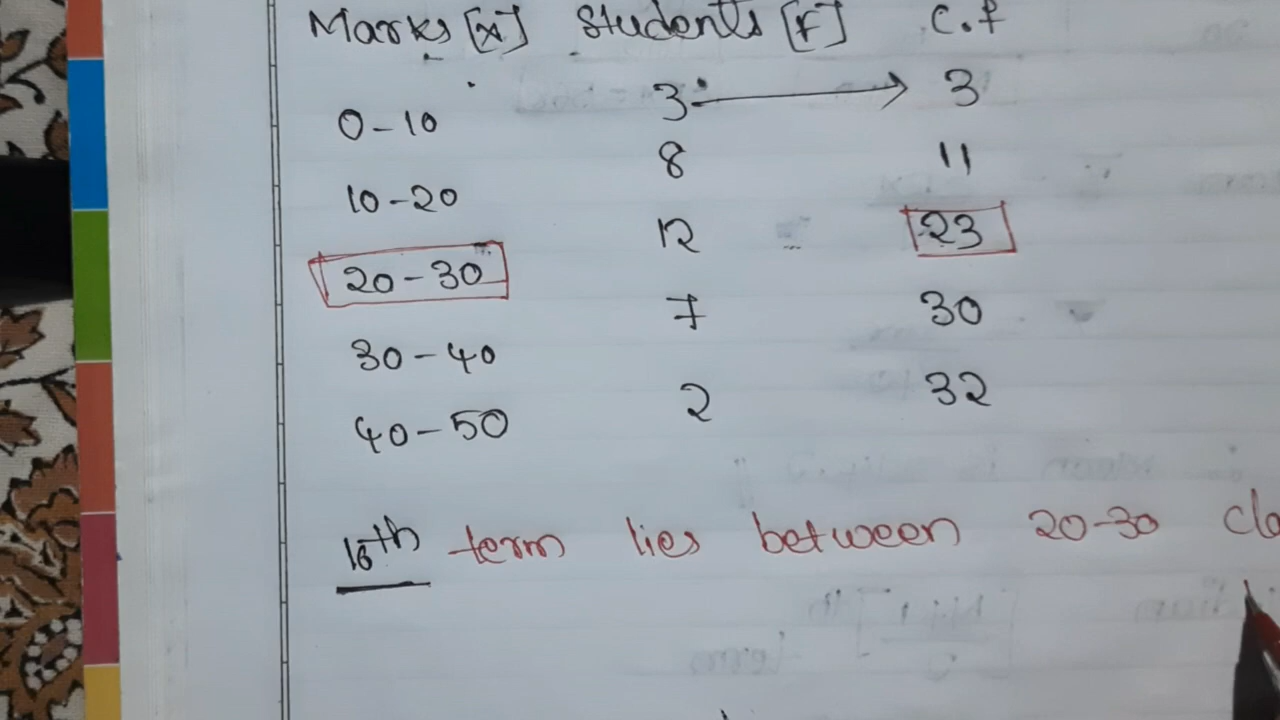 Marks [x] Students [F] C.f
0-10 3 → 3
10-20 8 11
20-30 12 23
30-40 7 30
40-50 2 32
16th term lies between 20-30 cla